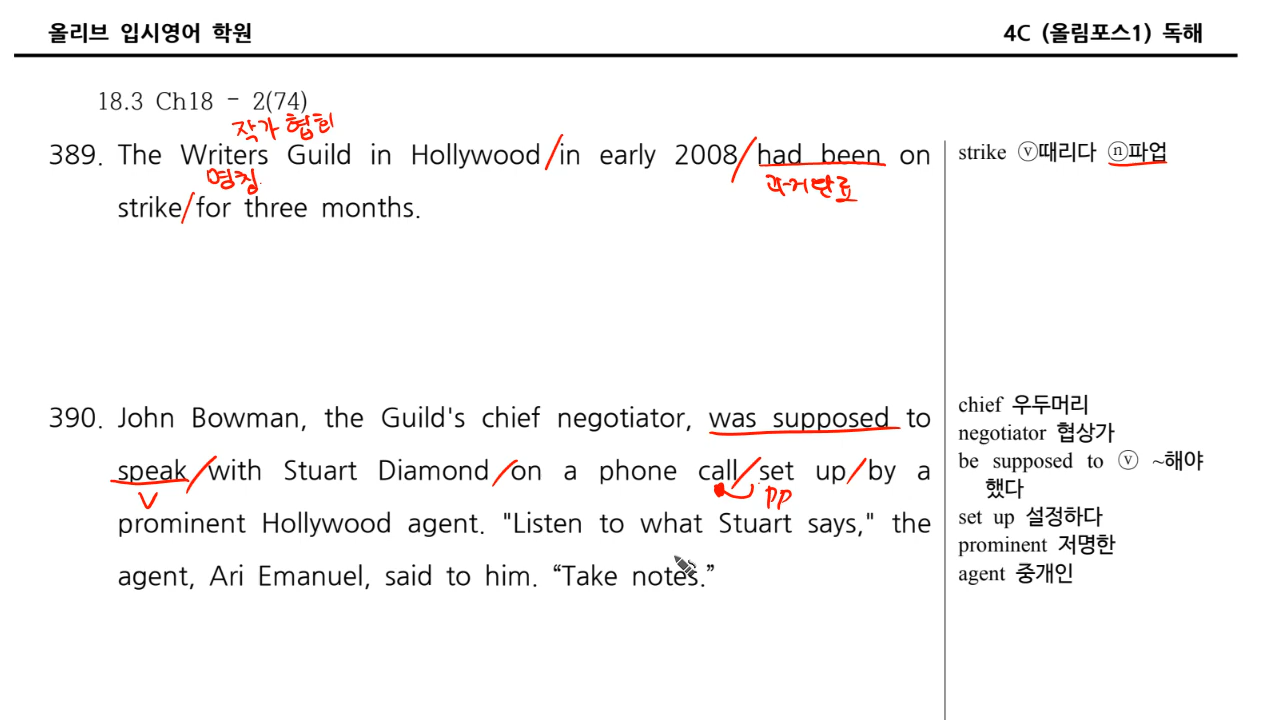 올리브 입시영어 학원
4C (올림포스1) 독해
18.3 Ch18 - 2(74)
작가 협회
389. The Writers Guild in Hollywood/in early 2008/had been on
명칭
과거완료
strike/for three months.
strike ⓥ때리다 ⓝ파업
390. John Bowman, the Guild's chief negotiator, was supposed to
speak/with Stuart Diamond/on a phone call/set up/by a
V
PP
prominent Hollywood agent. "Listen to what Stuart says," the
agent, Ari Emanuel, said to him. “Take notes.”
chief 우두머리
negotiator 협상가
be supposed to ⓥ ~해야
했다
set up 설정하다
prominent 저명한
agent 중개인